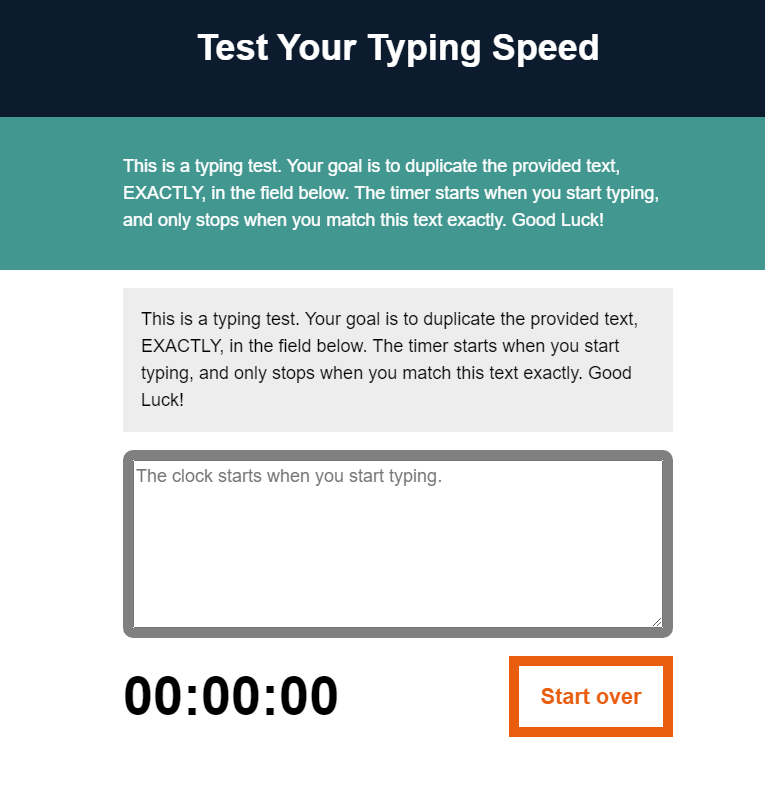 Test Your Typing Speed
This is a typing test. Your goal is to duplicate the provided text,
EXACTLY, in the field below. The timer starts when you start typing,
and only stops when you match this text exactly. Good Luck!
This is a typing test. Your goal is to duplicate the provided text,
EXACTLY, in the field below. The timer starts when you start
typing, and only stops when you match this text exactly. Good
Luck!
The clock starts when you start typing.
00:00:00
Start over